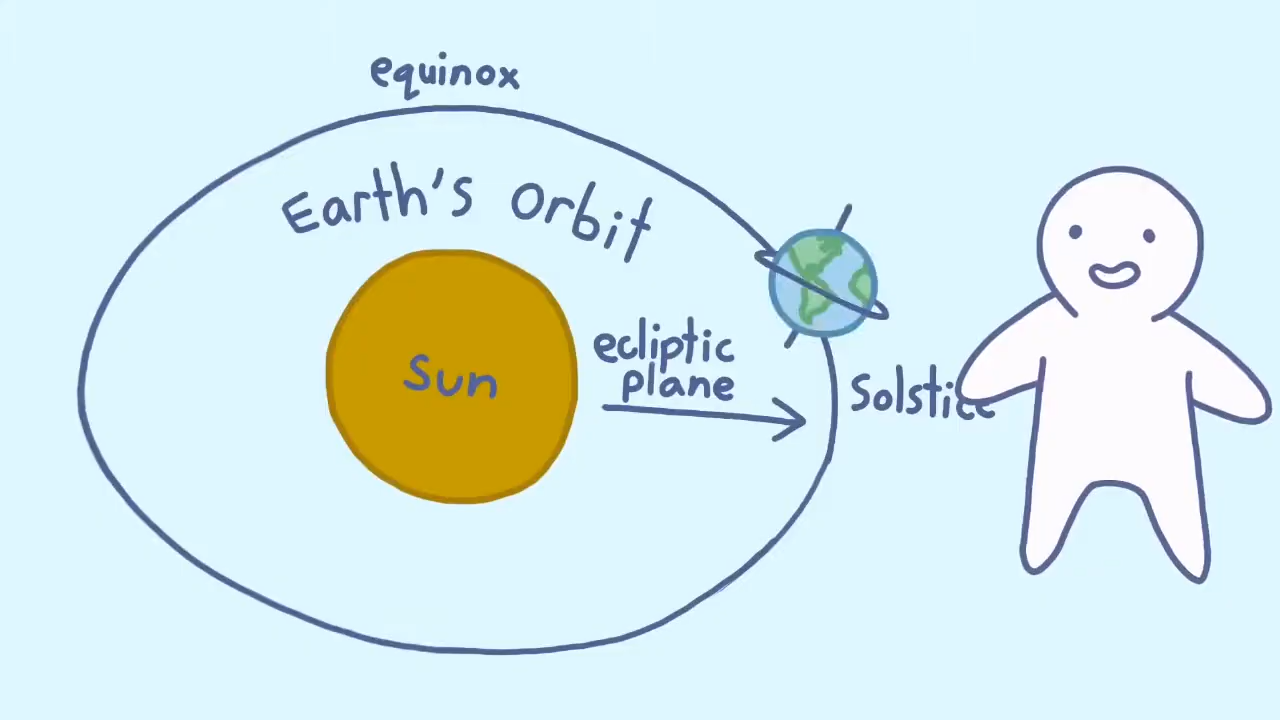 equinox
Earth's Orbit
Sun
ecliptic
plane
Solstice